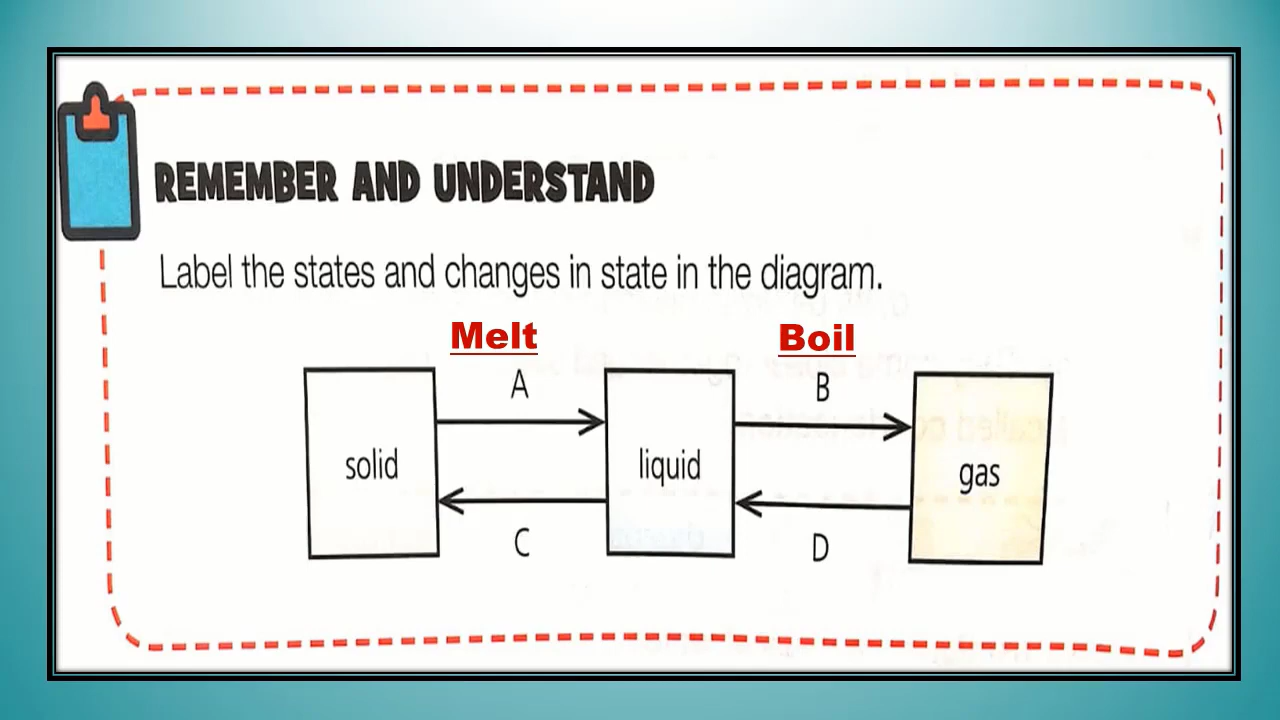 REMEMBER AND UNDERSTAND
Label the states and changes in state in the diagram.
Melt
Boil
A
B
solid
liquid
gas
C
D